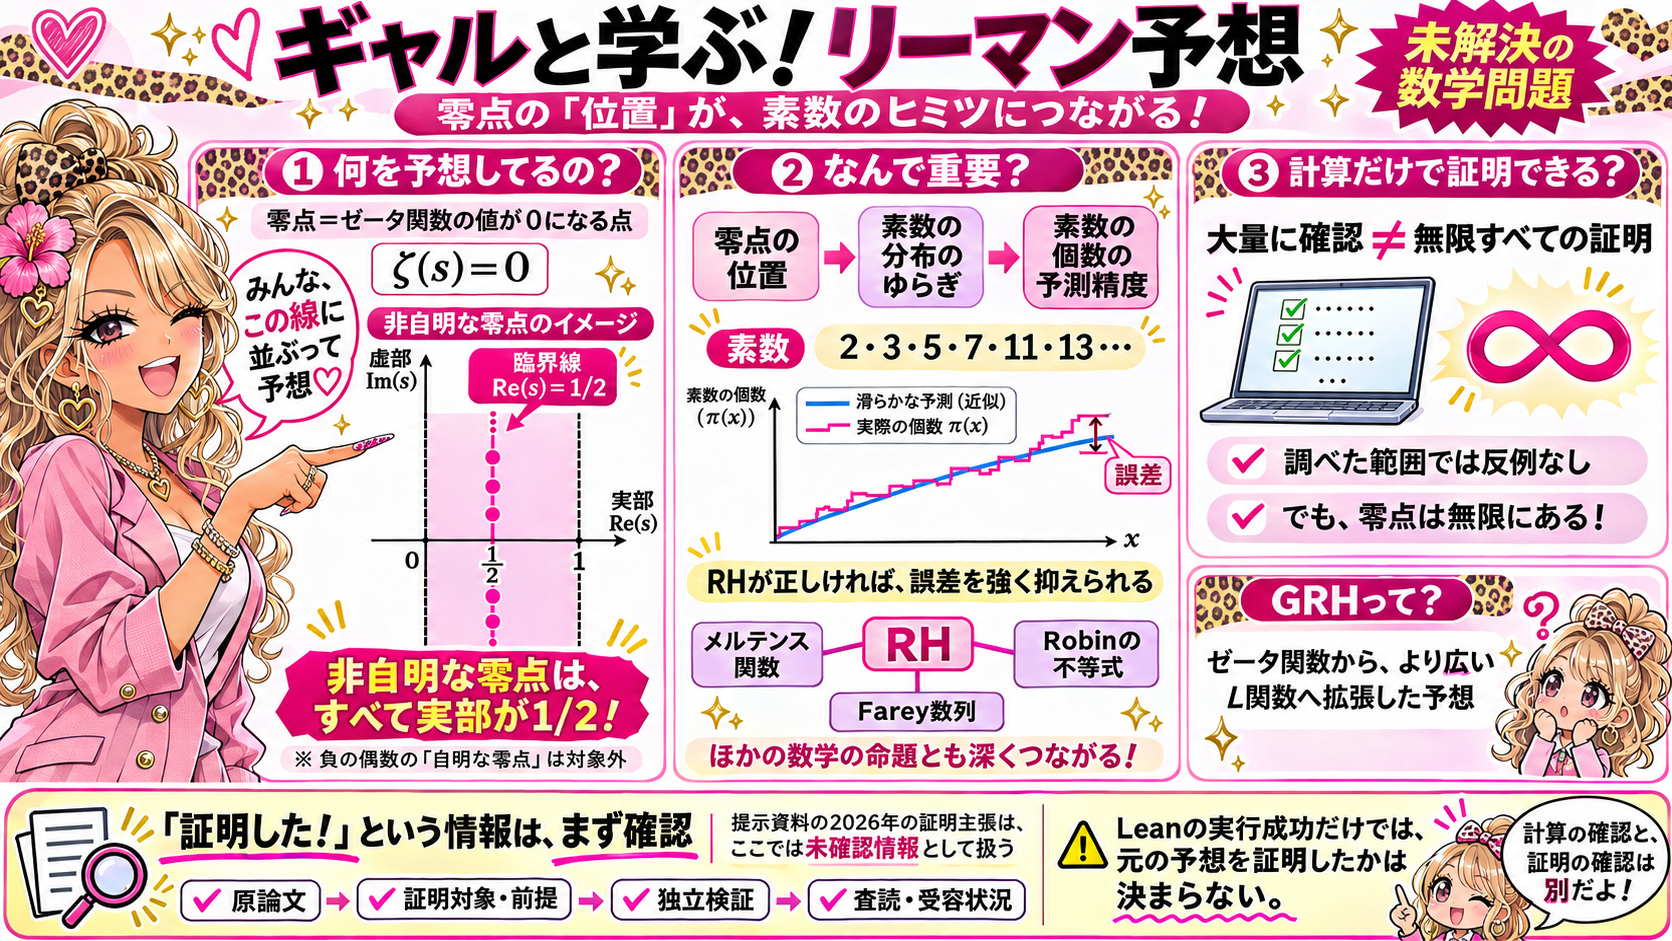 ギャルと学ぶ！リーマン予想
未解決の
数学問題
零点の「位置」が、素数のヒミツにつながる！
1 何を予想してるの？
零点＝ゼータ関数の値が0になる点
ζ(s)=0
みんな、
この線に
並ぶって
予想♡
非自明な零点のイメージ
虚部
Im(s)
臨界線
Re(s)=1/2
実部
Re(s)
0
1/2
1
非自明な零点は、
すべて実部が1/2！
※ 負の偶数の「自明な零点」は対象外
2 なんで重要？
零点の
位置
素数の
分布の
ゆらぎ
素数の
個数の
予測精度
素数
2・3・5・7・11・13…
素数の個数
(π(x))
滑らかな予測 (近似)
実際の個数 π(x)
誤差
x
RHが正しければ、誤差を強く抑えられる
メルテンス
関数
RH
Robinの
不等式
Farey数列
ほかの数学の命題とも深くつながる！
3 計算だけで証明できる？
大量に確認 ≠ 無限すべての証明
∞
調べた範囲では反例なし
でも、零点は無限にある！
GRHって？
?
ゼータ関数から、より広い
L関数へ拡張した予想
「証明した！」という情報は、まず確認
提示資料の2026年の証明主張は、
ここでは未確認情報として扱う
原論文
証明対象・前提
独立検証
査読・受容状況
Leanの実行成功だけでは、
元の予想を証明したかは
決まらない。
計算の確認と、
証明の確認は
別だよ！